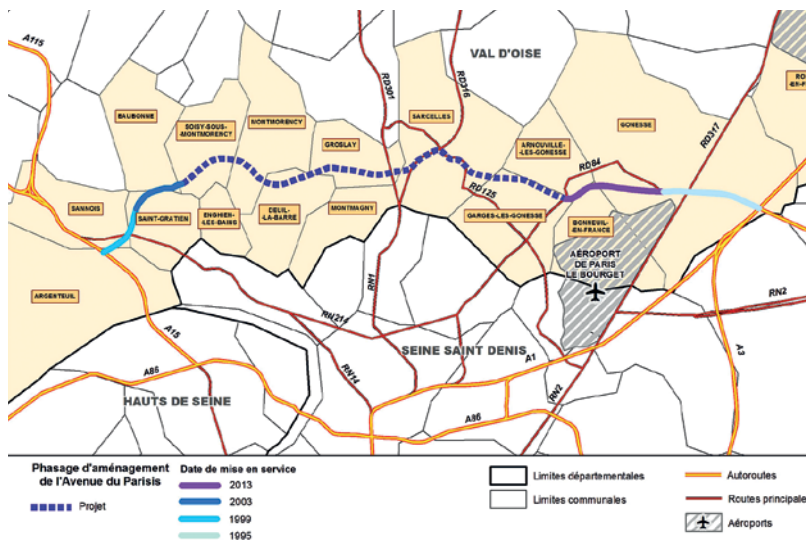 A115
VAL D'OISE
RD301
RD316
EAUBONNE
SOISY-SOUS-
MONTMORENCY
MONTMORENCY
GROSLAY
SARCELLES
ARNOUVILLE-
LES-GONESSE
GONESSE
RD317
RD84
RD125
SANNOIS
SAINT-GRATIEN
ENGHIEN
-LES-BAINS
DEUIL
-LA-BARRE
MONTMAGNY
GARGES-LES-GONESSE
BONNEUIL
-EN-FRANCE
AÉROPORT
DE PARIS
LE BOURGET
ARGENTEUIL
A15
RN214
RN1
RN14
SEINE SAINT DENIS
A1
RN2
RN2
A3
A86
A86
HAUTS DE SEINE
Phasage d'aménagement
de l'Avenue du Parisis
Projet
Date de mise en service
2013
2003
1999
1995
Limites départementales
Limites communales
Autoroutes
Routes principale
Aéroports